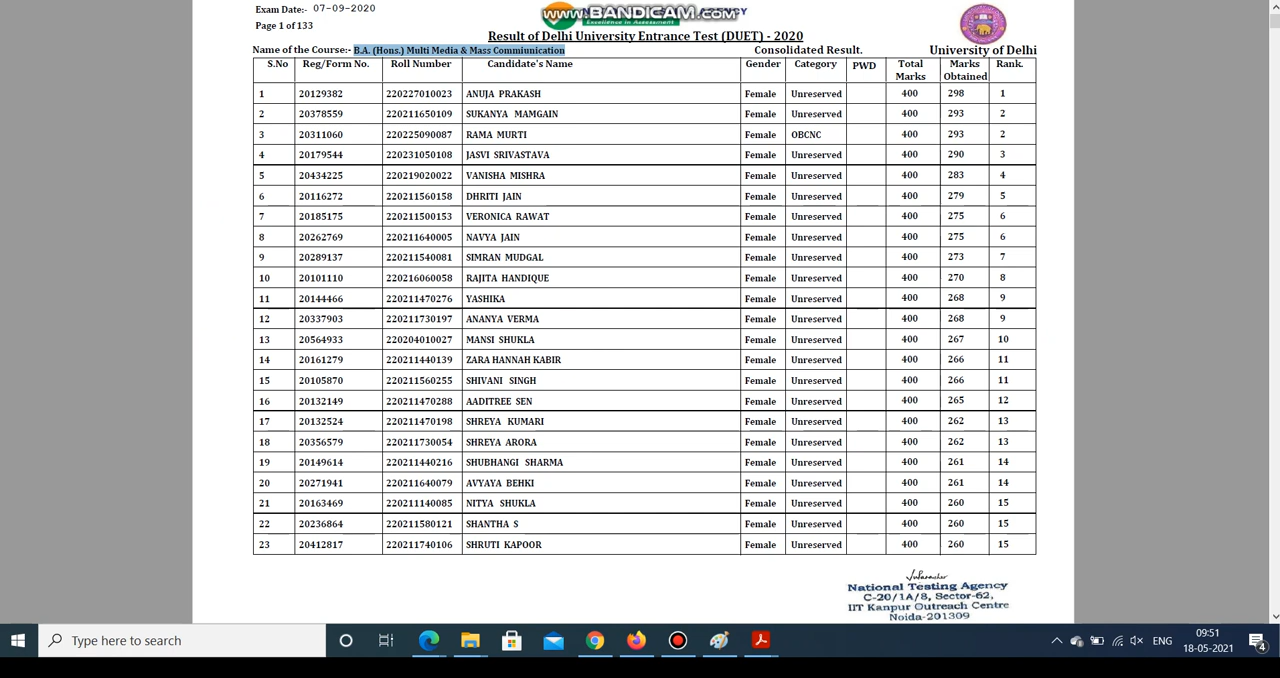 Exam Date:- 07-09-2020
www.BANDICAM.com
AGENCY
Excellence in Assessment
Page 1 of 133
Result of Delhi University Entrance Test (DUET) - 2020
Name of the Course:- B.A. (Hons.) Multi Media & Mass Commiunication Consolidated Result. University of Delhi
S.No Reg/Form No. Roll Number Candidate's Name Gender Category PWD Total Marks Marks Obtained Rank.
1 20129382 220227010023 ANUJA PRAKASH Female Unreserved 400 298 1
2 20378559 220211650109 SUKANYA MAMGAIN Female Unreserved 400 293 2
3 20311060 220225090087 RAMA MURTI Female OBCNC 400 293 2
4 20179544 220231050108 JASVI SRIVASTAVA Female Unreserved 400 290 3
5 20434225 220219020022 VANISHA MISHRA Female Unreserved 400 283 4
6 20116272 220211560158 DHRITI JAIN Female Unreserved 400 279 5
7 20185175 220211500153 VERONICA RAWAT Female Unreserved 400 275 6
8 20262769 220211640005 NAVYA JAIN Female Unreserved 400 275 6
9 20289137 220211540081 SIMRAN MUDGAL Female Unreserved 400 273 7
10 20101110 220216060058 RAJITA HANDIQUE Female Unreserved 400 270 8
11 20144466 220211470276 YASHIKA Female Unreserved 400 268 9
12 20337903 220211730197 ANANYA VERMA Female Unreserved 400 268 9
13 20564933 220204010027 MANSI SHUKLA Female Unreserved 400 267 10
14 20161279 220211440139 ZARA HANNAH KABIR Female Unreserved 400 266 11
15 20105870 220211560255 SHIVANI SINGH Female Unreserved 400 266 11
16 20132149 220211470288 AADITREE SEN Female Unreserved 400 265 12
17 20132524 220211470198 SHREYA KUMARI Female Unreserved 400 262 13
18 20356579 220211730054 SHREYA ARORA Female Unreserved 400 262 13
19 20149614 220211440216 SHUBHANGI SHARMA Female Unreserved 400 261 14
20 20271941 220211640079 AVYAYA BEHKI Female Unreserved 400 261 14
21 20163469 220211140085 NITYA SHUKLA Female Unreserved 400 260 15
22 20236864 220211580121 SHANTHA S Female Unreserved 400 260 15
23 20412817 220211740106 SHRUTI KAPOOR Female Unreserved 400 260 15
National Testing Agency
C-20/1A/8, Sector-62,
IIT Kanpur Outreach Centre
Noida-201309
Type here to search
ENG
09:51
18-05-2021
4